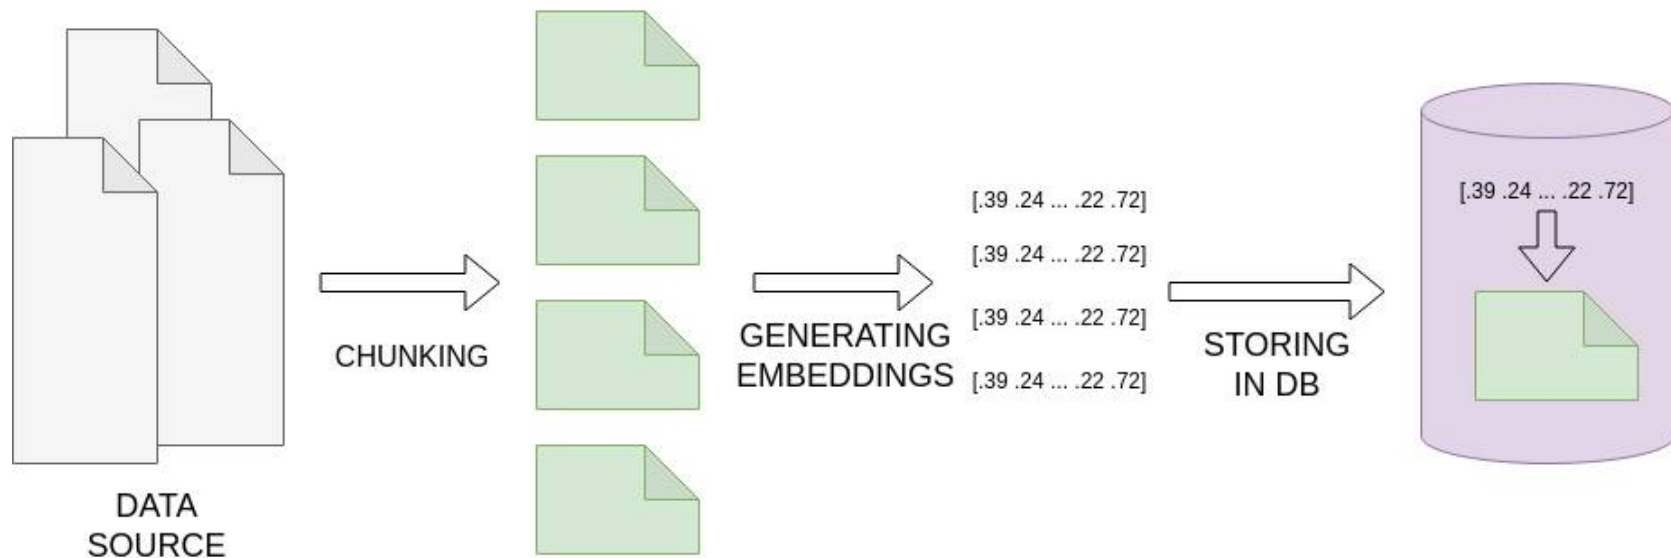 DATA
SOURCE
CHUNKING
GENERATING
EMBEDDINGS
[.39 .24 ... .22 .72]
[.39 .24 ... .22 .72]
[.39 .24 ... .22 .72]
[.39 .24 ... .22 .72]
STORING
IN DB
[.39 .24 ... .22 .72]